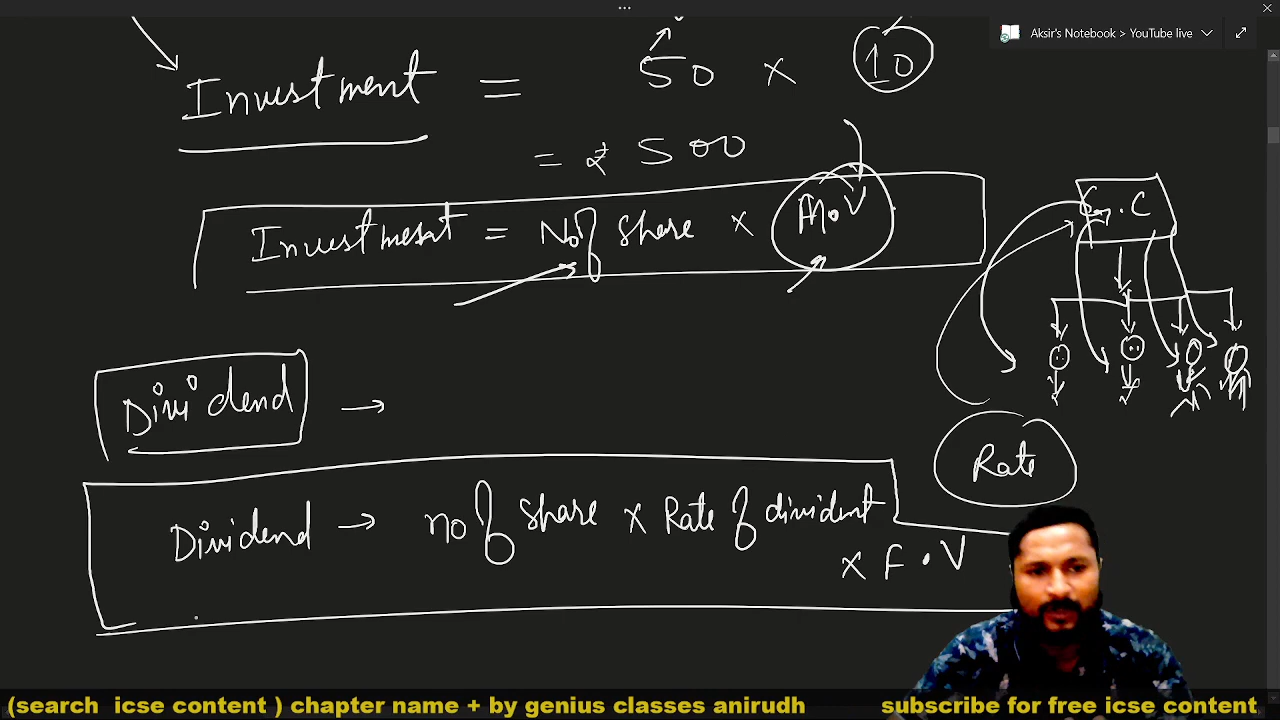 Aksir's Notebook > YouTube live
Investment = 50 × 10
= ₹ 500
Investment = No of Share × M.V
C
Dividend →
Rate
Dividend → no of Share × Rate of divident
× F.V
(search icse content ) chapter name + by genius classes anirudh
subscribe for free icse content